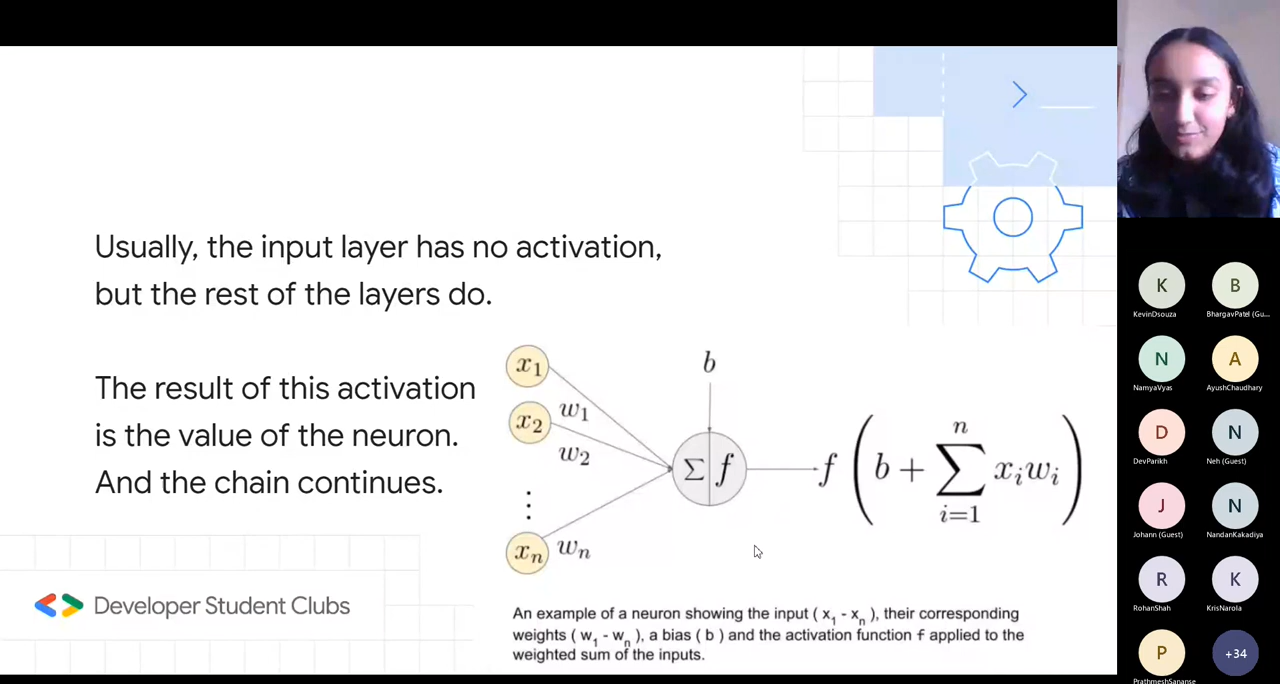 Usually, the input layer has no activation,
but the rest of the layers do.
The result of this activation
is the value of the neuron.
And the chain continues.
x₁
x₂
⋮
xₙ
w₁
w₂
wₙ
b
Σ f
f ( b + Σ xᵢwᵢ )
n
i=1
An example of a neuron showing the input ( x₁ - xₙ ), their corresponding
weights ( w₁ - wₙ ), a bias ( b ) and the activation function f applied to the
weighted sum of the inputs.
Developer Student Clubs
K
KevinDsouza
B
BhargavPatel (Gu...
N
NamyaVyas
A
AyushChaudhary
D
DevParikh
N
Neh (Guest)
J
Johann (Guest)
N
NandanKakadiya
R
RohanShah
K
KrisNarola
P
PrathmeshSananse
+34